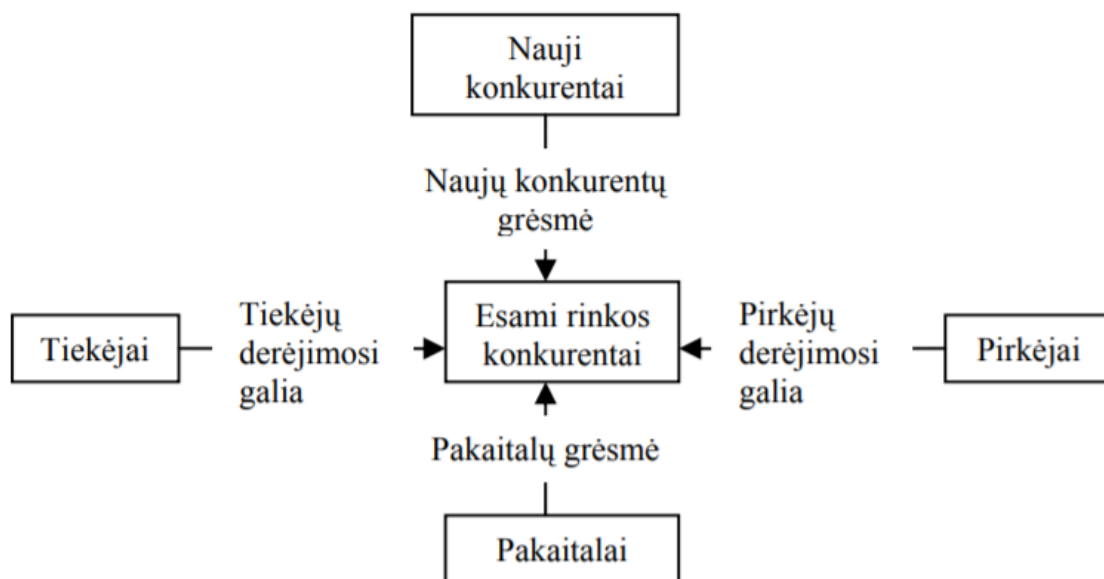 Nauji
konkurentai
Naujų konkurentų
grėsmė
Tiekėjai
Tiekėjų
derėjimosi
galia
Esami rinkos
konkurentai
Pirkėjų
derėjimosi
galia
Pirkėjai
Pakaitalų grėsmė
Pakaitalai